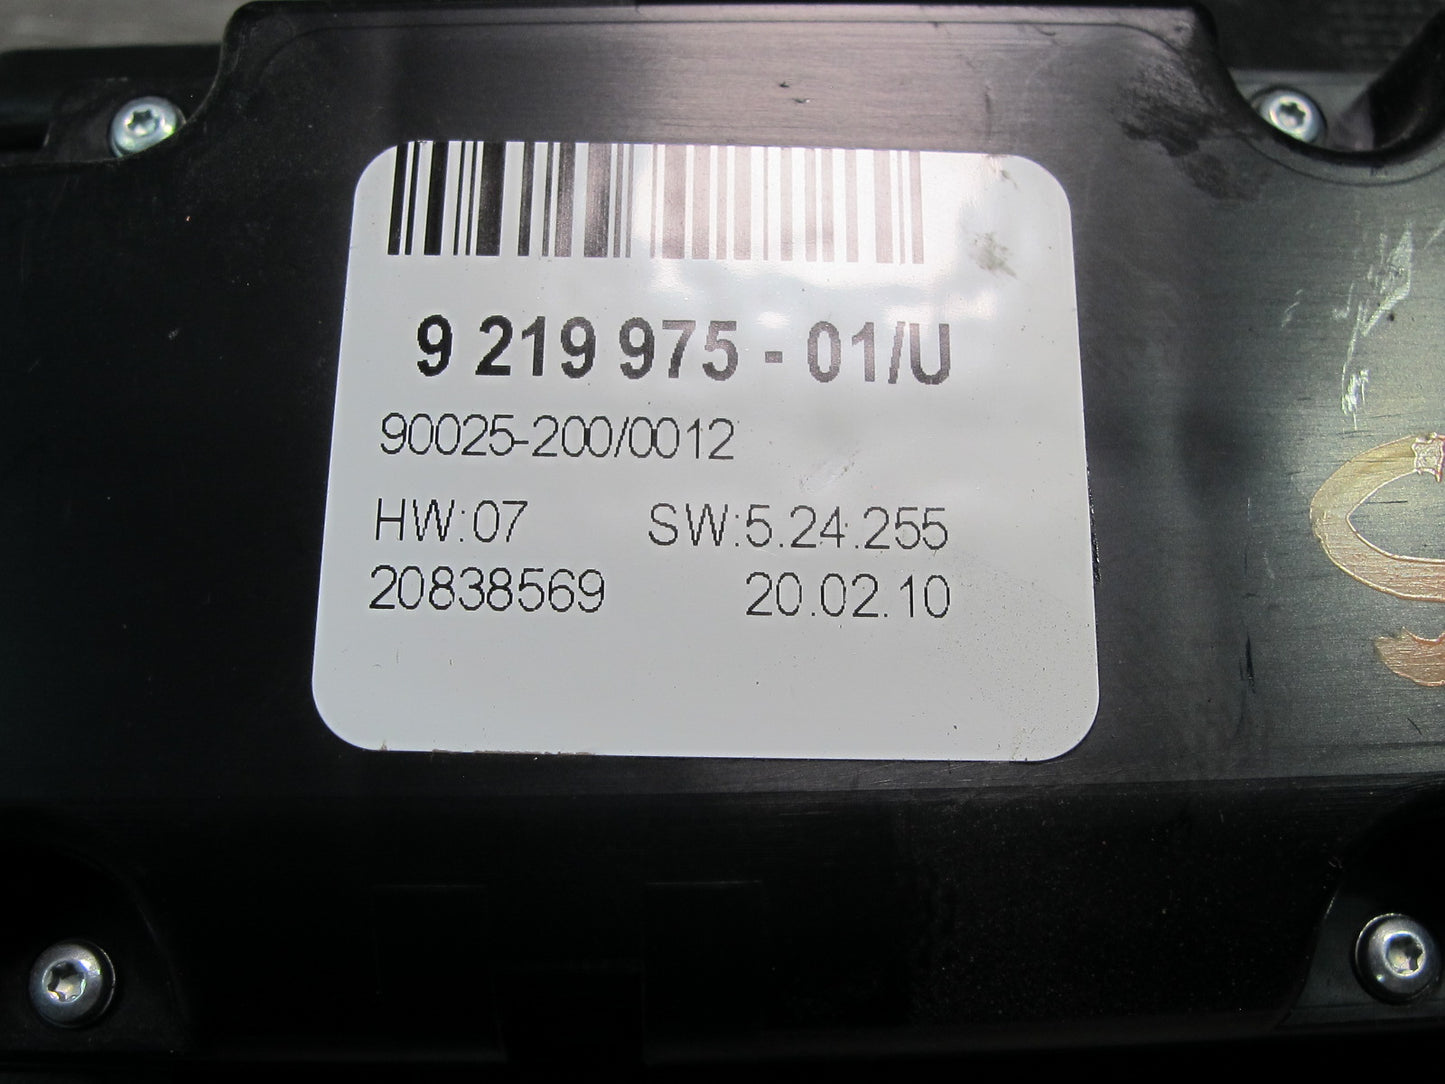 9 219 975 - 01/U
90025-200/0012
HW:07 SW:5.24.255
20838569 20.02.10